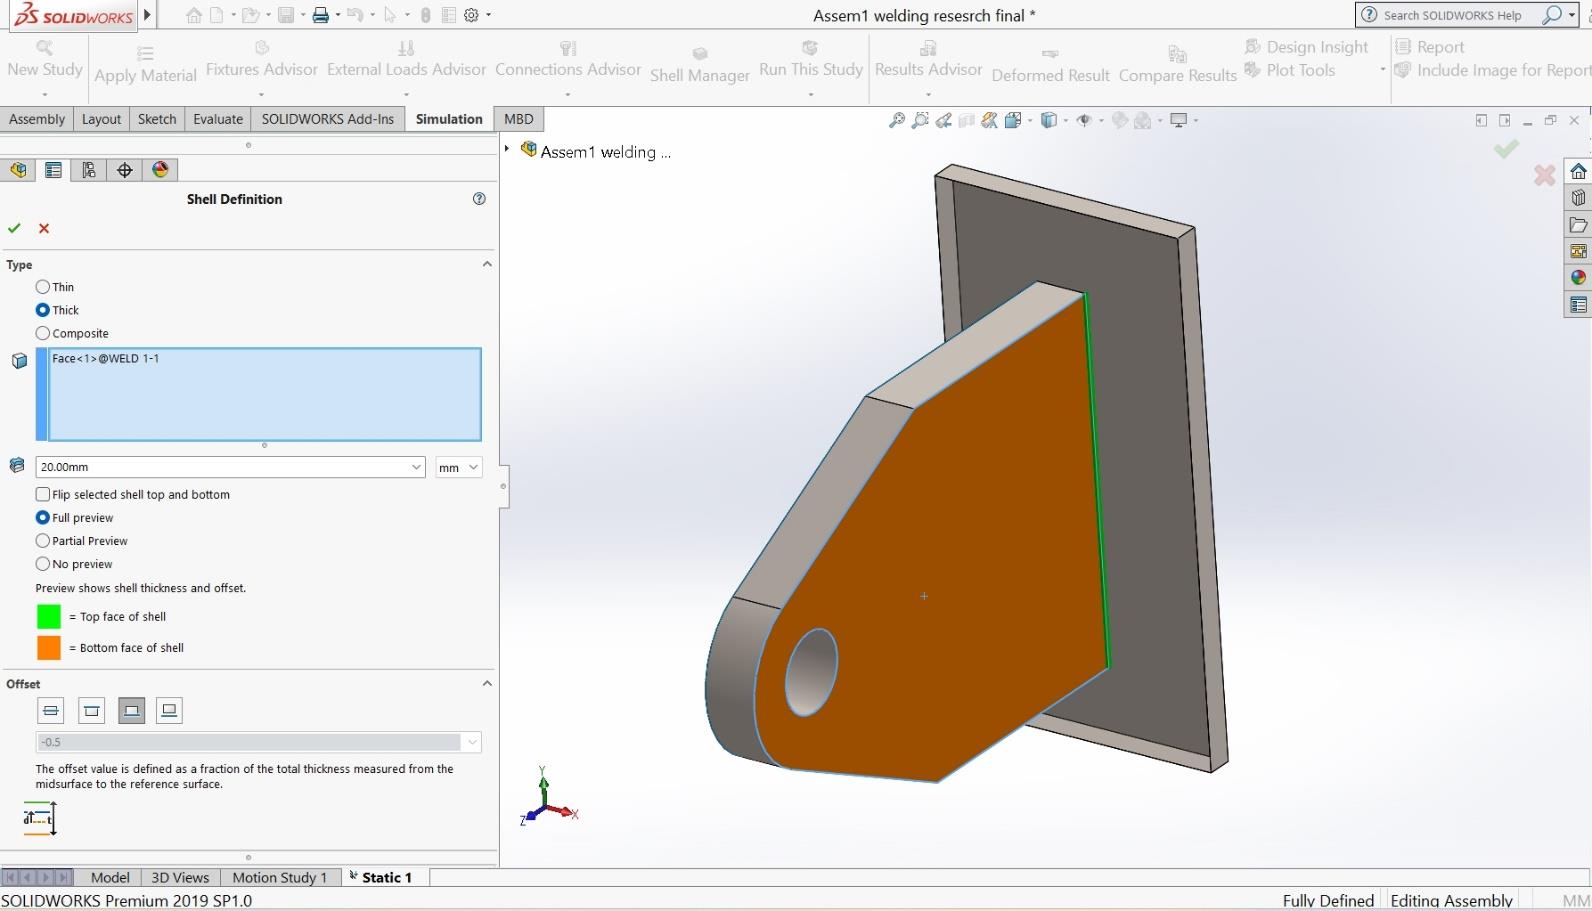 SOLIDWORKS
Assem1 welding resesrch final *
Search SOLIDWORKS Help
New Study
Apply Material
Fixtures Advisor
External Loads Advisor
Connections Advisor
Shell Manager
Run This Study
Results Advisor
Deformed Result
Compare Results
Design Insight
Plot Tools
Report
Include Image for Report
Assembly
Layout
Sketch
Evaluate
SOLIDWORKS Add-Ins
Simulation
MBD
Assem1 welding ...
Shell Definition
Type
Thin
Thick
Composite
Face<1>@WELD 1-1
20.00mm
mm
Flip selected shell top and bottom
Full preview
Partial Preview
No preview
Preview shows shell thickness and offset.
= Top face of shell
= Bottom face of shell
Offset
-0.5
The offset value is defined as a fraction of the total thickness measured from the
midsurface to the reference surface.
d
t
Y
X
Z
Model
3D Views
Motion Study 1
Static 1
SOLIDWORKS Premium 2019 SP1.0
Fully Defined
Editing Assembly
MM